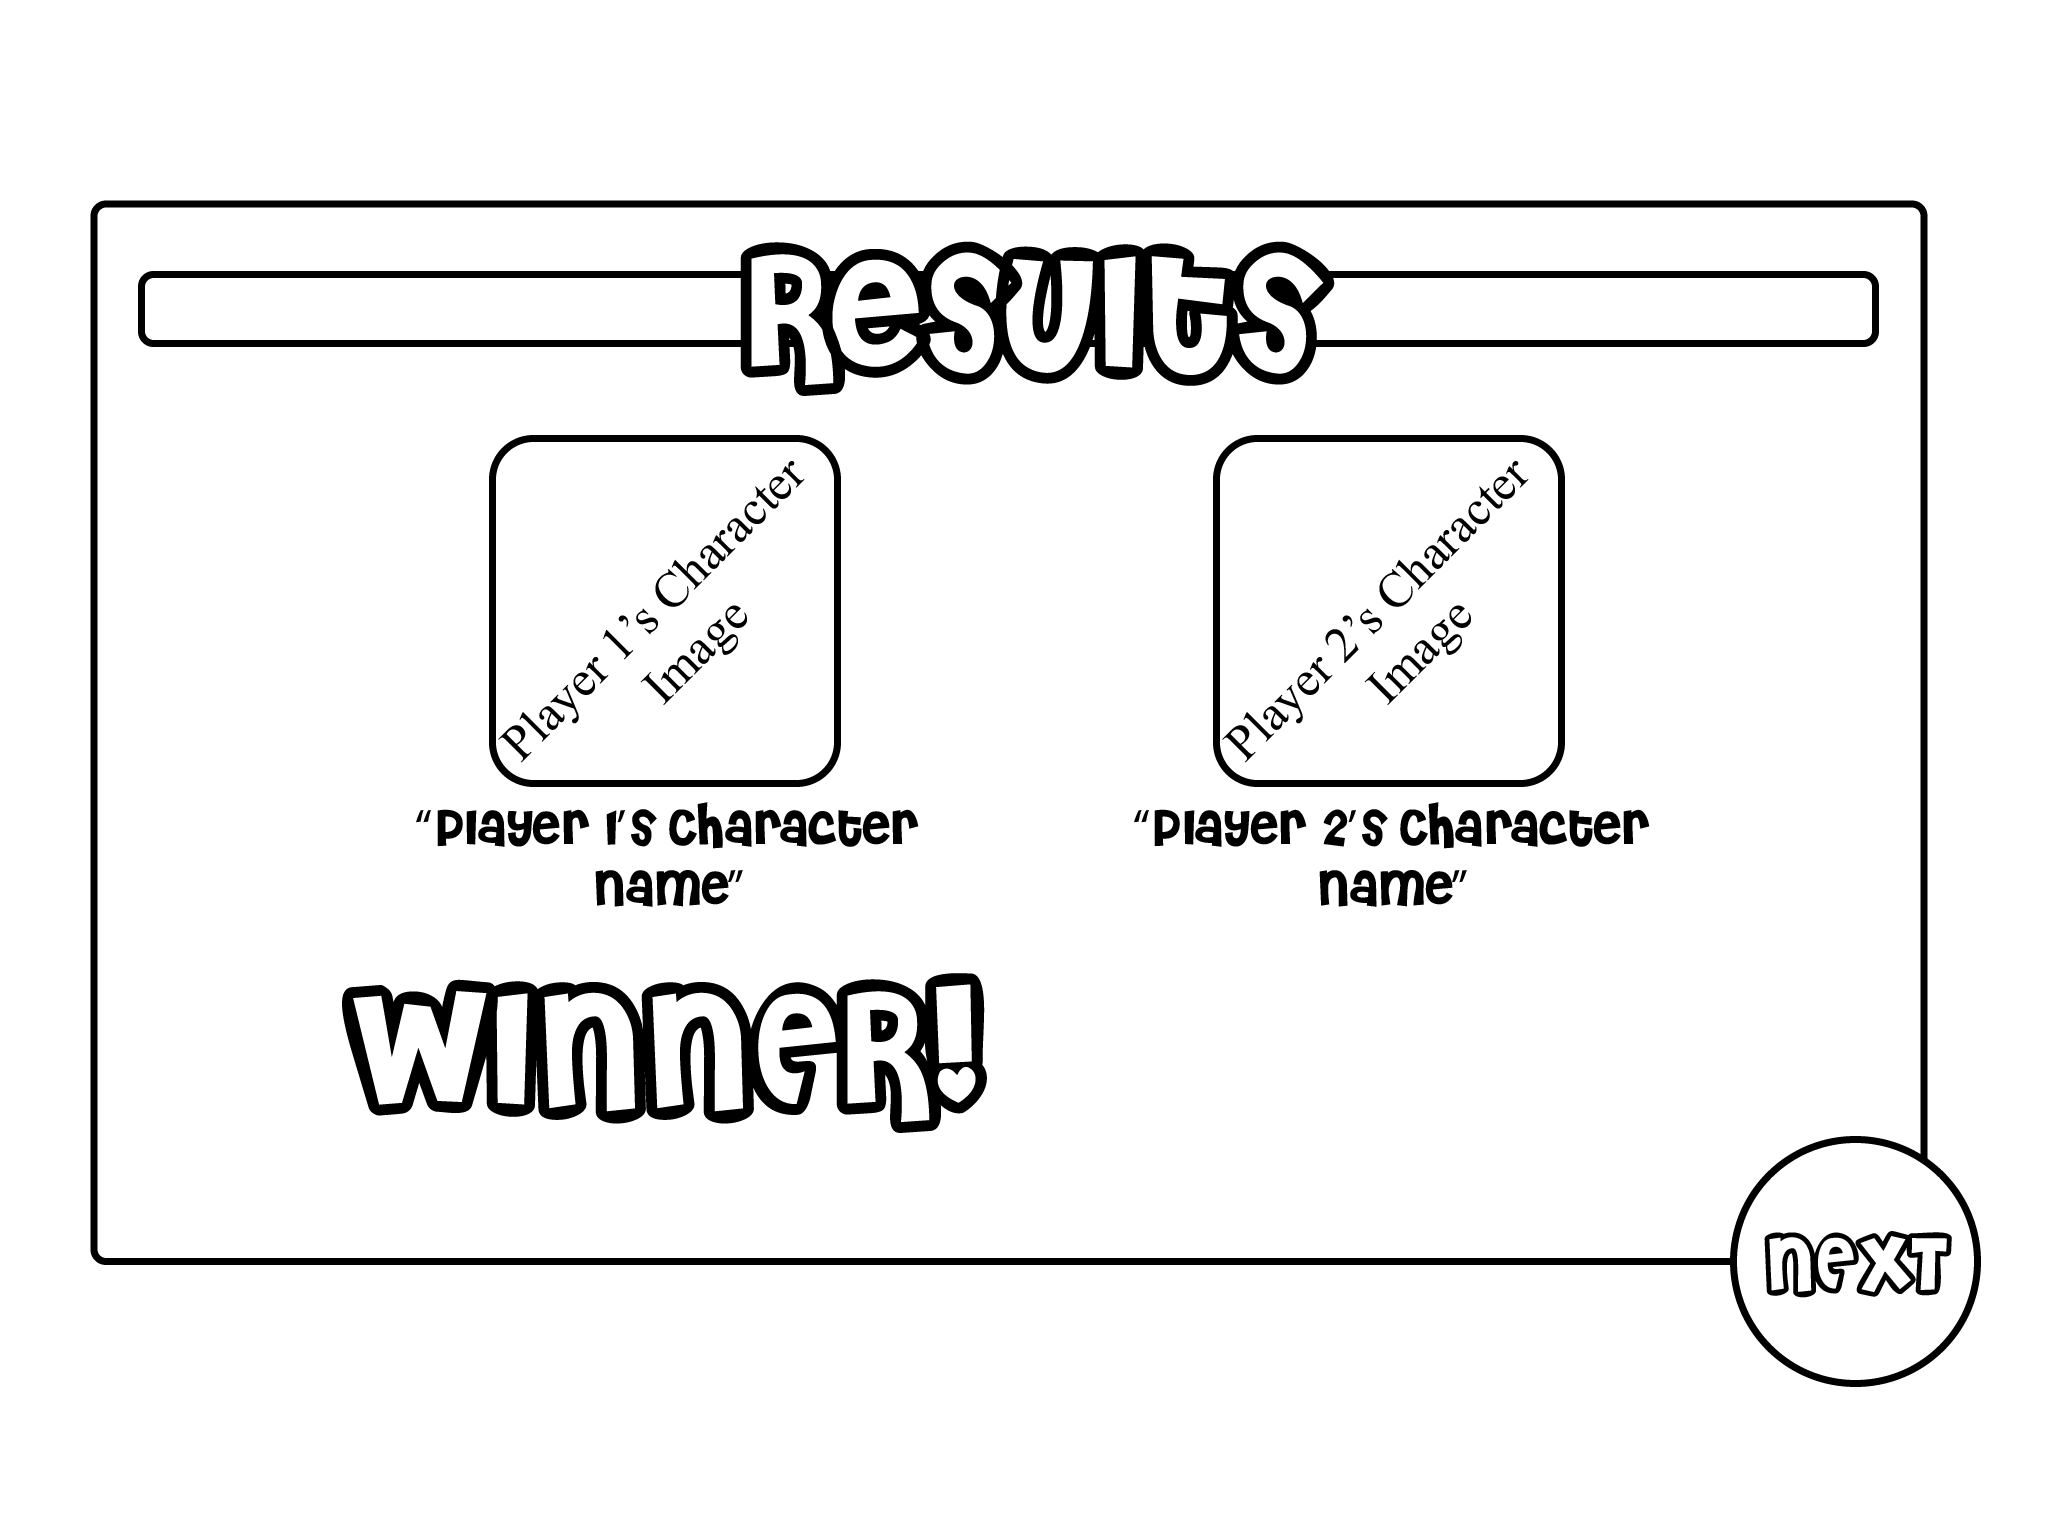 Results
Player 1’s Character
Image
Player 2’s Character
Image
"Player 1's Character
name"
"Player 2's Character
name"
Winner!
Next